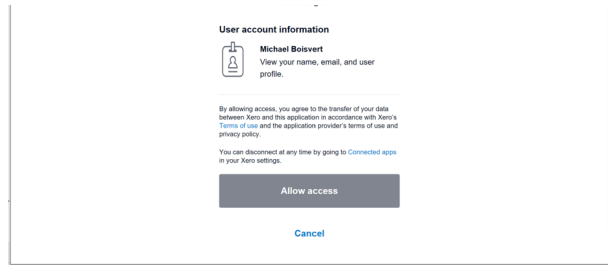 User account information
Michael Boisvert
View your name, email, and user
profile.
By allowing access, you agree to the transfer of your data
between Xero and this application in accordance with Xero's
Terms of use and the application provider's terms of use and
privacy policy.
You can disconnect at any time by going to Connected apps
in your Xero settings.
Allow access
Cancel